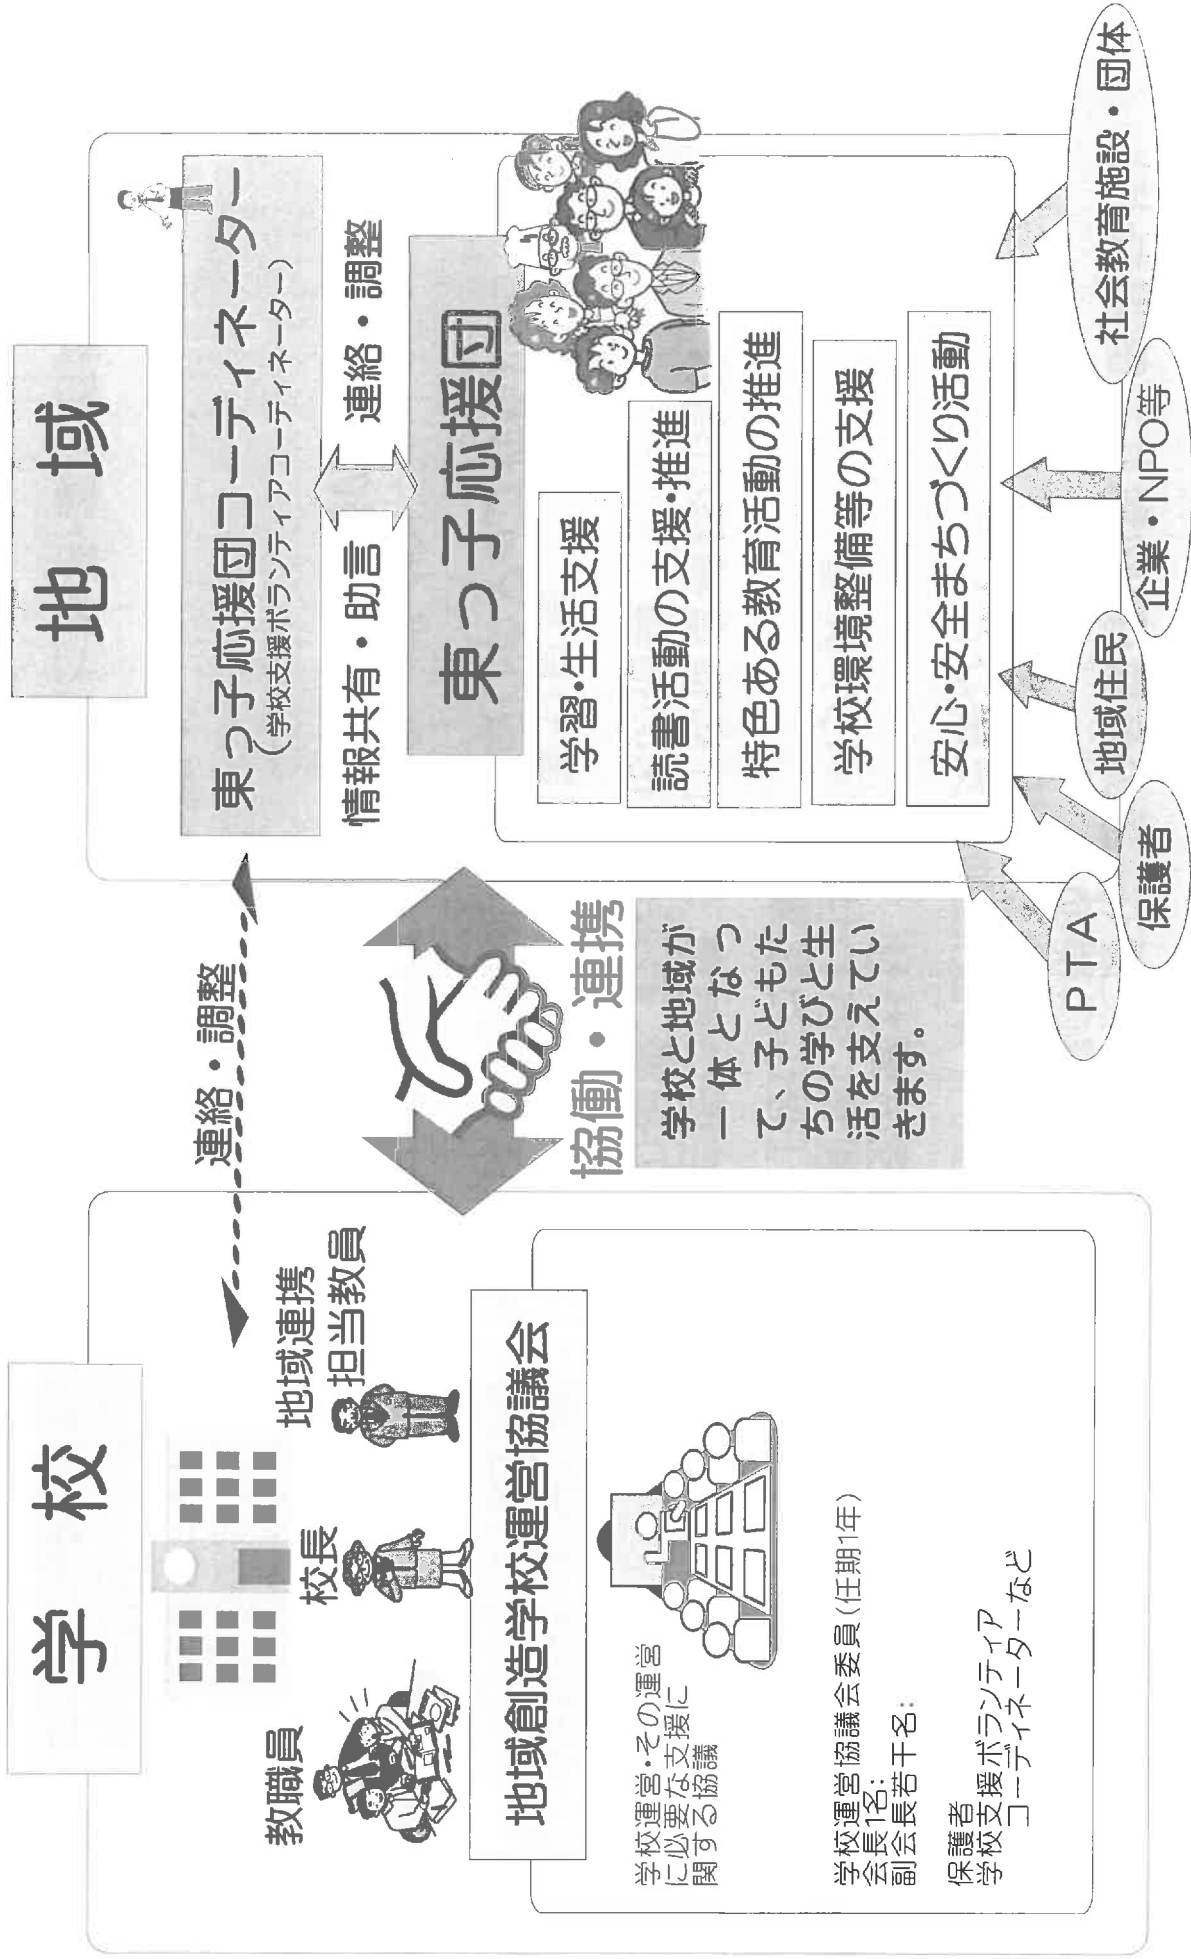 学校
教職員
校長
地域連携
担当教員
地域創造学校運営協議会
学校運営・その運営
に必要な支援に
関する協議
学校運営協議会委員(任期1年)
会長1名:
副会長若干名:
保護者
学校支援ボランティア
コーディネーターなど
連絡・調整
協働・連携
学校と地域が
一体となっ
て、子どもた
ちの学びと生
活を支えてい
きます。
地域
東っ子応援団コーディネーター
(学校支援ボランティアコーディネーター)
情報共有・助言
連絡・調整
東っ子応援団
学習・生活支援
読書活動の支援・推進
特色ある教育活動の推進
学校環境整備等の支援
安心・安全まちづくり活動
PTA
保護者
地域住民
企業・NPO等
社会教育施設・団体